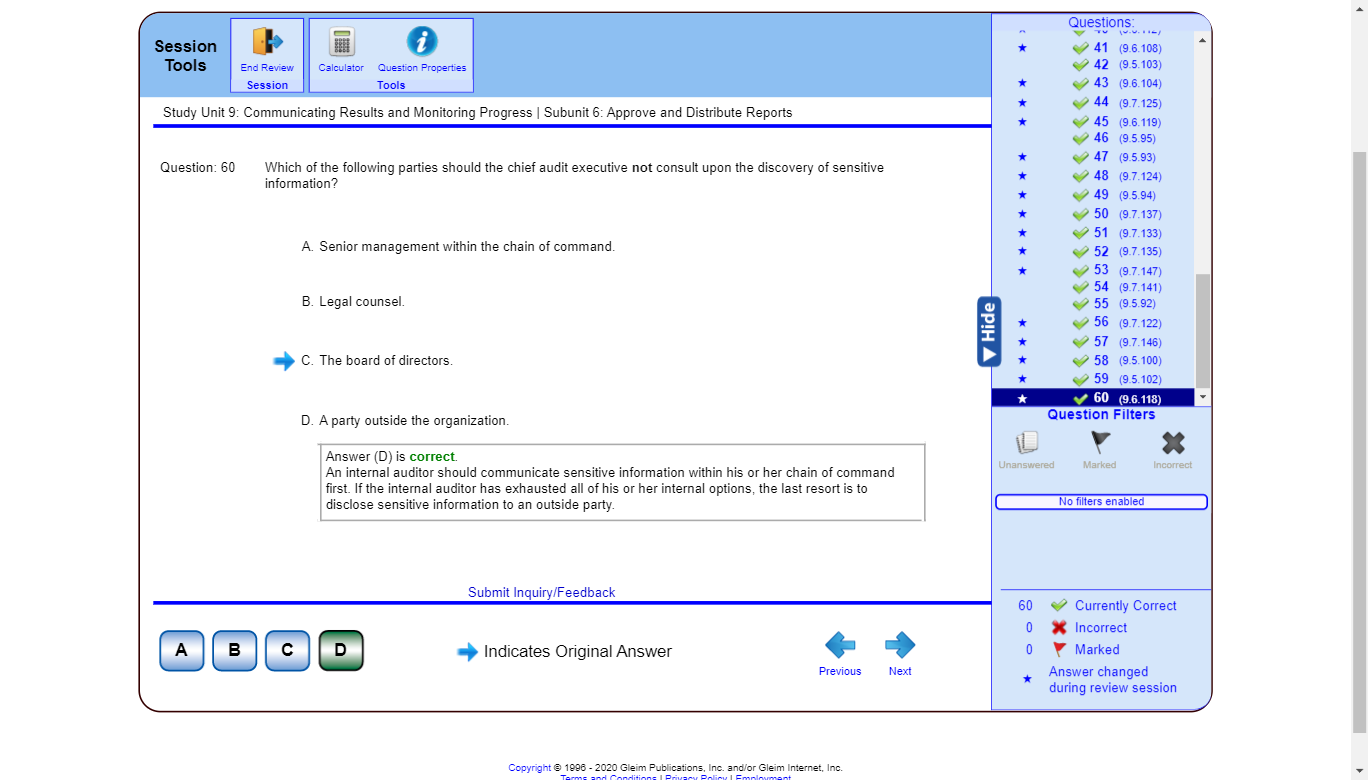 Session
Tools
End Review
Session
Calculator
Question Properties
Tools
Study Unit 9: Communicating Results and Monitoring Progress | Subunit 6: Approve and Distribute Reports
Question: 60
Which of the following parties should the chief audit executive not consult upon the discovery of sensitive
information?
A. Senior management within the chain of command.
B. Legal counsel.
C. The board of directors.
D. A party outside the organization.
Answer (D) is correct.
An internal auditor should communicate sensitive information within his or her chain of command
first. If the internal auditor has exhausted all of his or her internal options, the last resort is to
disclose sensitive information to an outside party.
Submit Inquiry/Feedback
A
B
C
D
Indicates Original Answer
Previous
Next
Hide
Questions:
★ 41 (9.6.108)
42 (9.5.103)
★ 43 (9.6.104)
★ 44 (9.7.125)
★ 45 (9.6.119)
46 (9.5.95)
★ 47 (9.5.93)
★ 48 (9.7.124)
★ 49 (9.5.94)
★ 50 (9.7.137)
★ 51 (9.7.133)
★ 52 (9.7.135)
★ 53 (9.7.147)
54 (9.7.141)
55 (9.5.92)
★ 56 (9.7.122)
★ 57 (9.7.146)
★ 58 (9.5.100)
★ 59 (9.5.102)
★ 60 (9.6.118)
Question Filters
Unanswered
Marked
Incorrect
No filters enabled
60 Currently Correct
0 Incorrect
0 Marked
★ Answer changed
during review session
Copyright © 1996 - 2020 Gleim Publications, Inc. and/or Gleim Internet, Inc.
Terms and Conditions | Privacy Policy | Employment